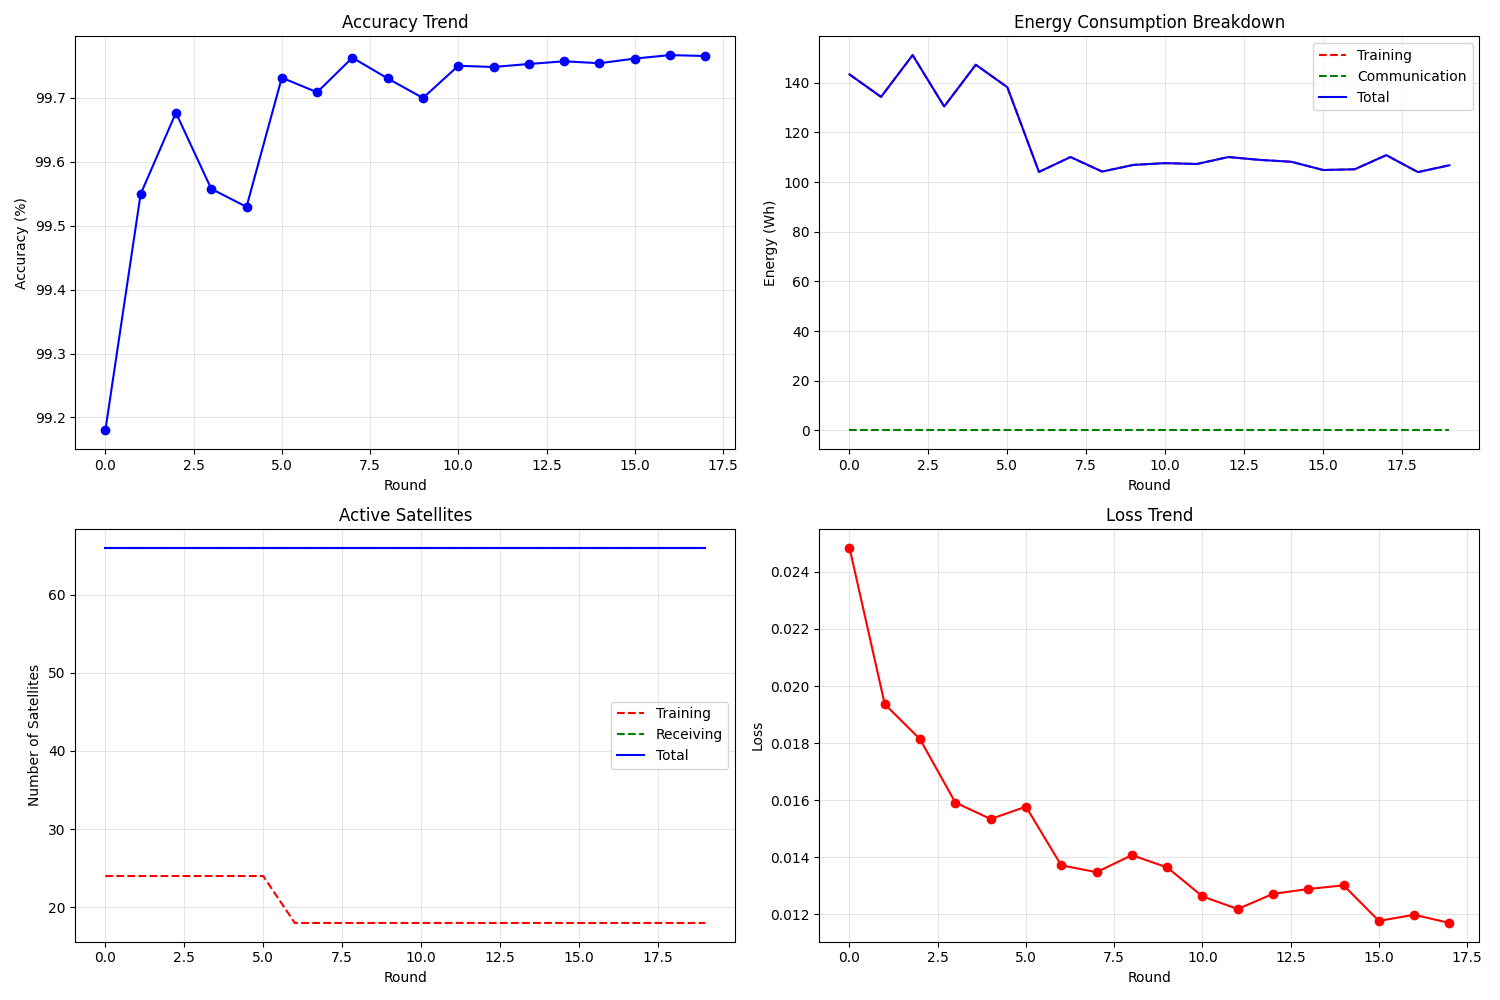 Accuracy Trend
Accuracy (%)
99.7
99.6
99.5
99.4
99.3
99.2
0.0 2.5 5.0 7.5 10.0 12.5 15.0 17.5
Round
Energy Consumption Breakdown
Energy (Wh)
140
120
100
80
60
40
20
0
Training
Communication
Total
0.0 2.5 5.0 7.5 10.0 12.5 15.0 17.5
Round
Active Satellites
Number of Satellites
60
50
40
30
20
Training
Receiving
Total
0.0 2.5 5.0 7.5 10.0 12.5 15.0 17.5
Round
Loss Trend
Loss
0.024
0.022
0.020
0.018
0.016
0.014
0.012
0.0 2.5 5.0 7.5 10.0 12.5 15.0 17.5
Round